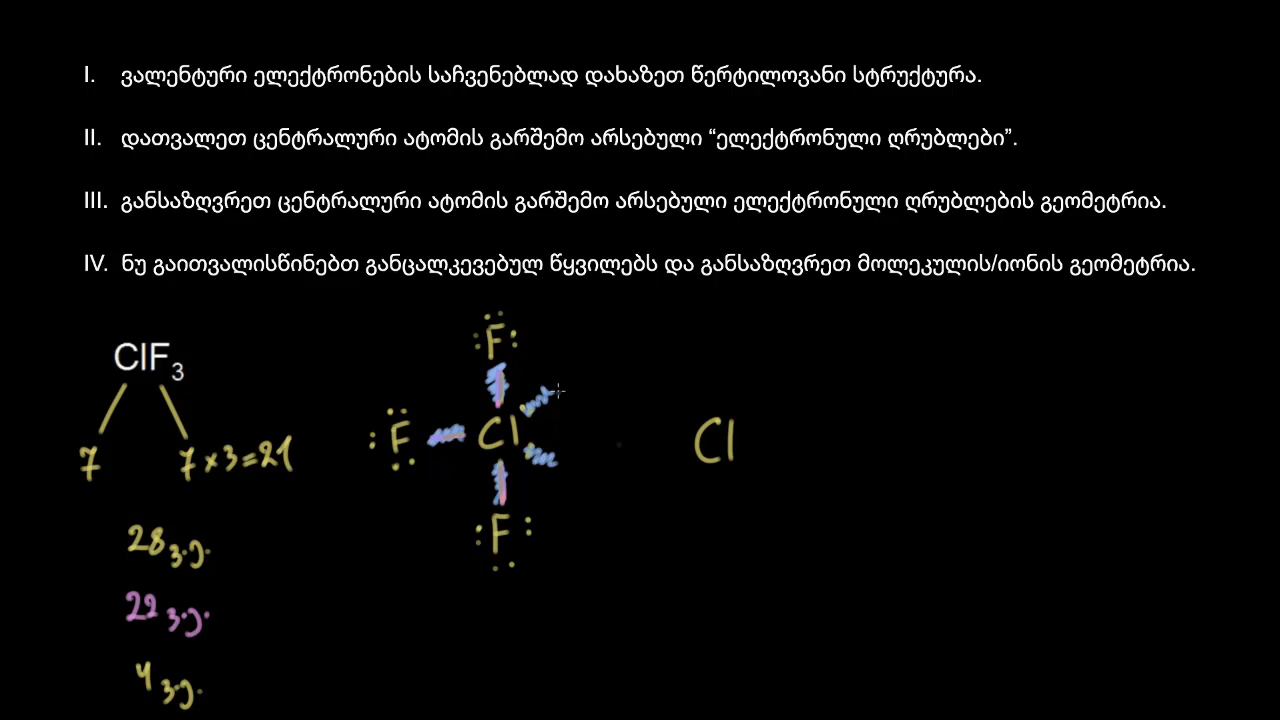 I. ვალენტური ელექტრონების საჩვენებლად დახაზეთ წერტილოვანი სტრუქტურა.
II. დათვალეთ ცენტრალური ატომის გარშემო არსებული “ელექტრონული ღრუბლები”.
III. განსაზღვრეთ ცენტრალური ატომის გარშემო არსებული ელექტრონული ღრუბლების გეომეტრია.
IV. ნუ გაითვალისწინებთ განცალკევებულ წყვილებს და განსაზღვრეთ მოლეკულის/იონის გეომეტრია.
ClF₃
7 7×3=21
28 ვ.ე.
22 ვ.ე.
4 ვ.ე.
F
F Cl
F
Cl